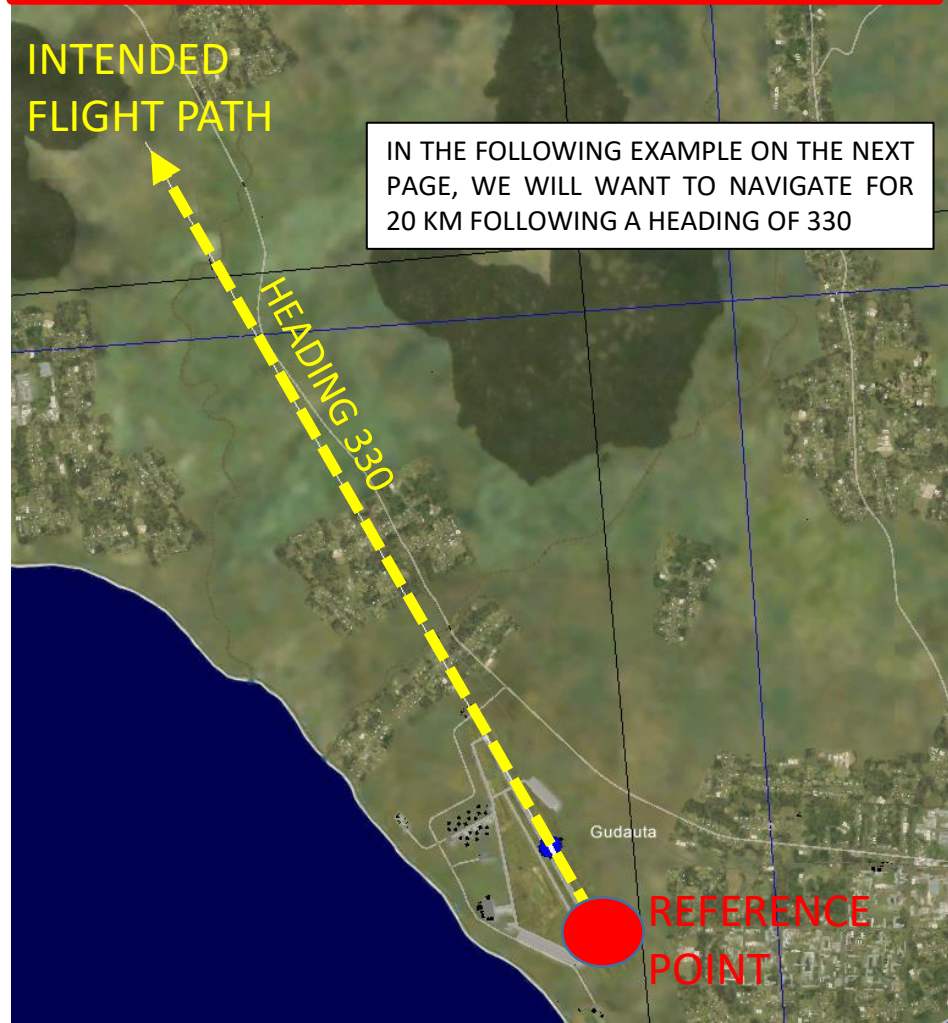 INTENDED
FLIGHT PATH
IN THE FOLLOWING EXAMPLE ON THE NEXT
PAGE, WE WILL WANT TO NAVIGATE FOR
20 KM FOLLOWING A HEADING OF 330
HEADING 330
Gudauta
REFERENCE
POINT